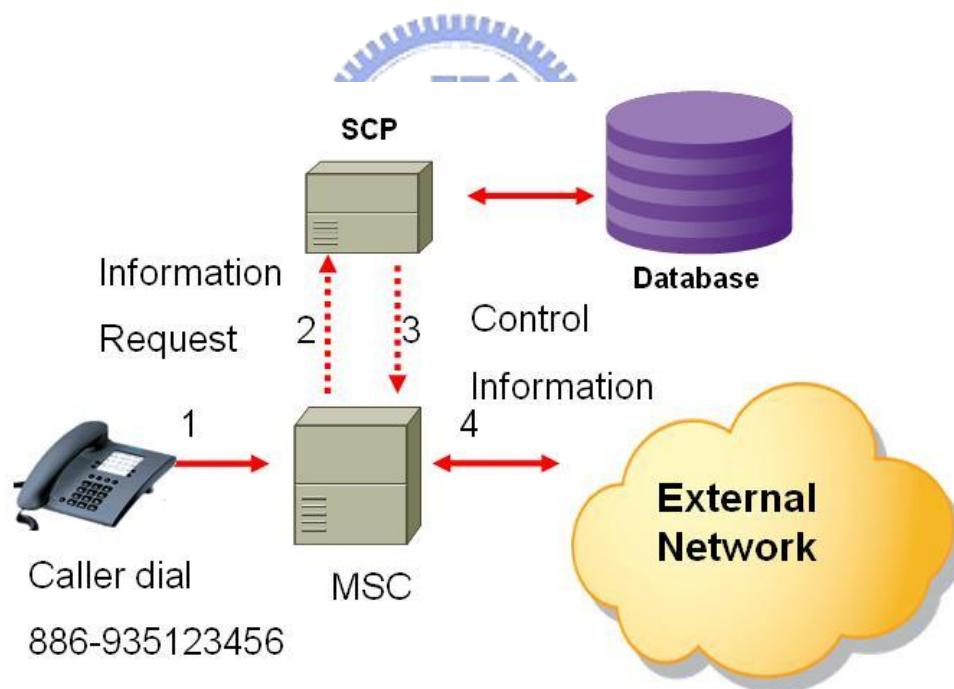 SCP
Database
Information
Request
2
3
Control
Information
1
4
External
Network
Caller dial
886-935123456
MSC